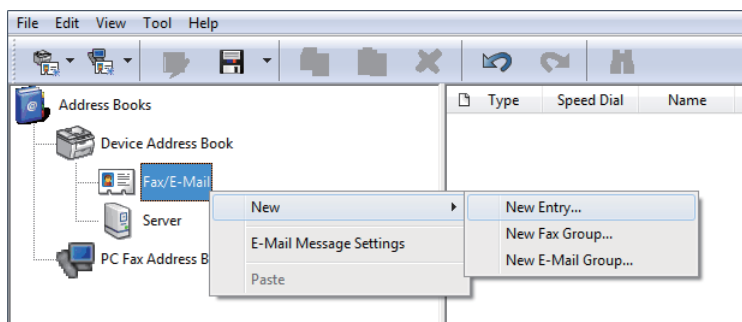 File Edit View Tool Help
Type Speed Dial Name
Address Books
Device Address Book
Fax/E-Mail
Server
PC Fax Address B
New
E-Mail Message Settings
Paste
New Entry...
New Fax Group...
New E-Mail Group...